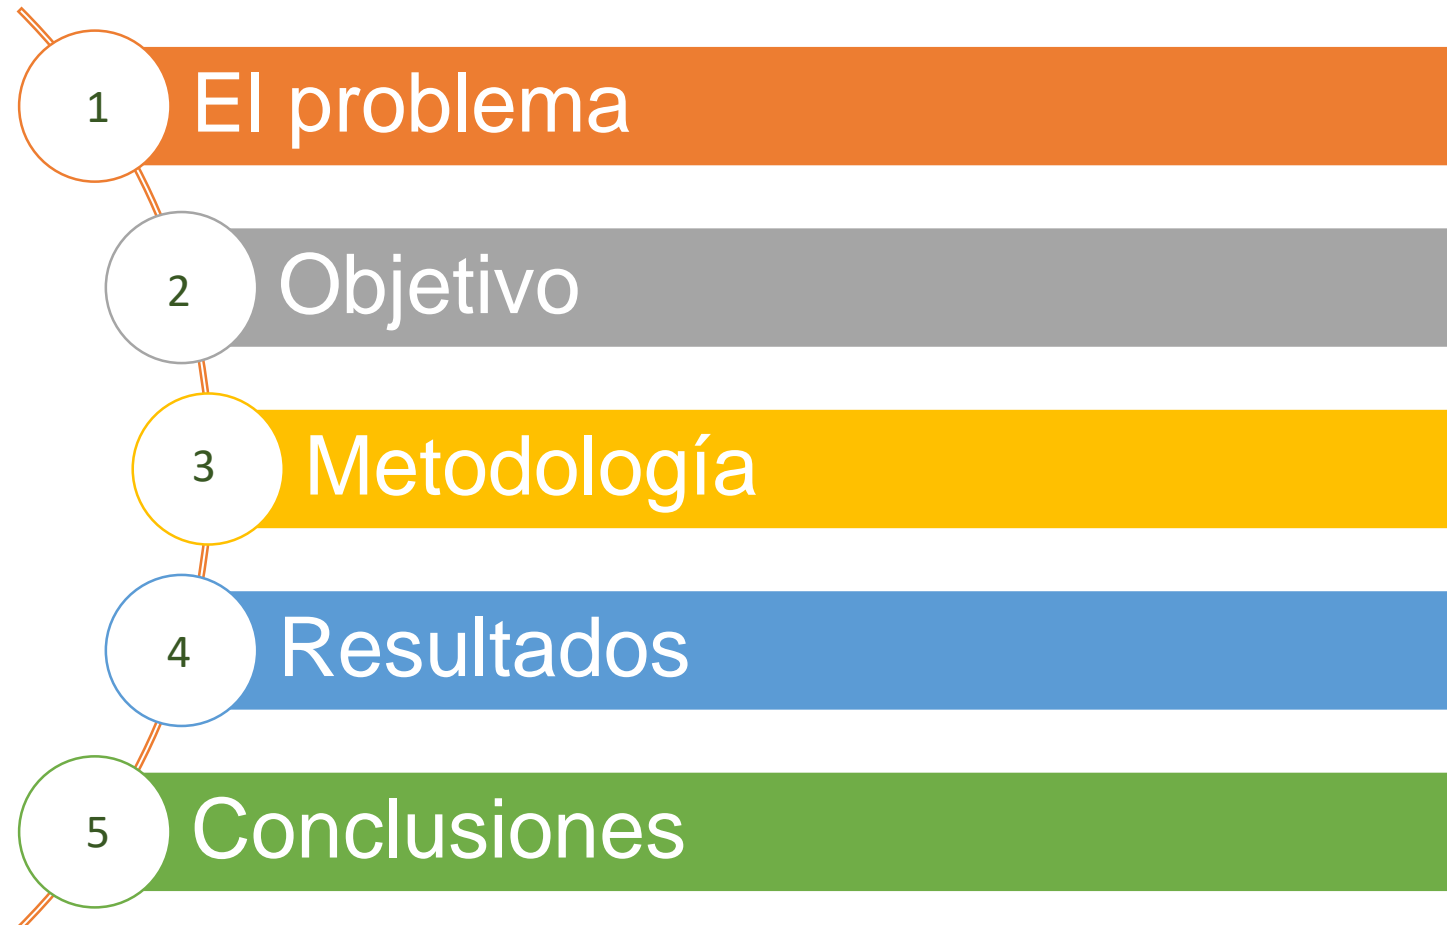 1 El problema
2 Objetivo
3 Metodología
4 Resultados
5 Conclusiones